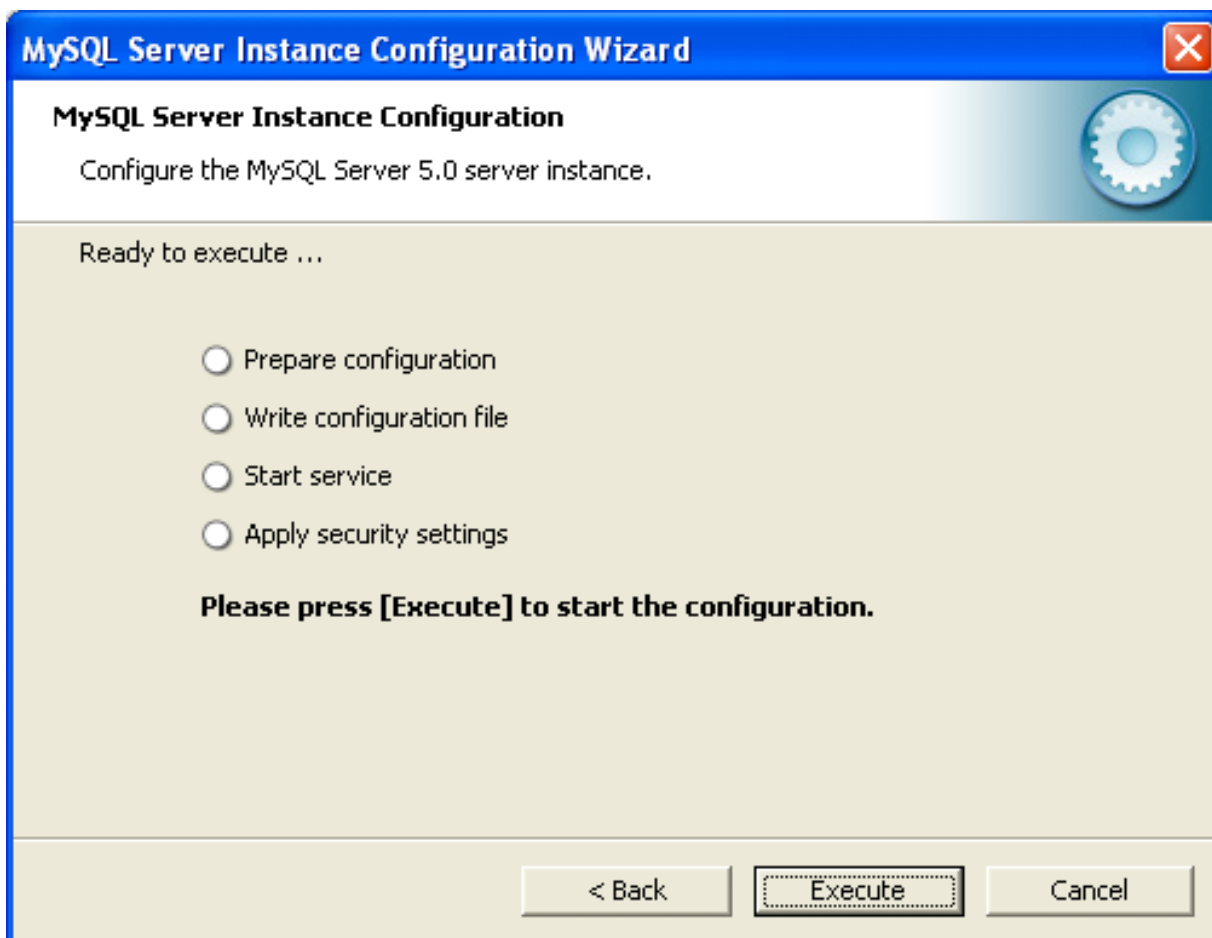 MySQL Server Instance Configuration Wizard
MySQL Server Instance Configuration
Configure the MySQL Server 5.0 server instance.
Ready to execute ...
Prepare configuration
Write configuration file
Start service
Apply security settings
Please press [Execute] to start the configuration.
< Back Execute Cancel